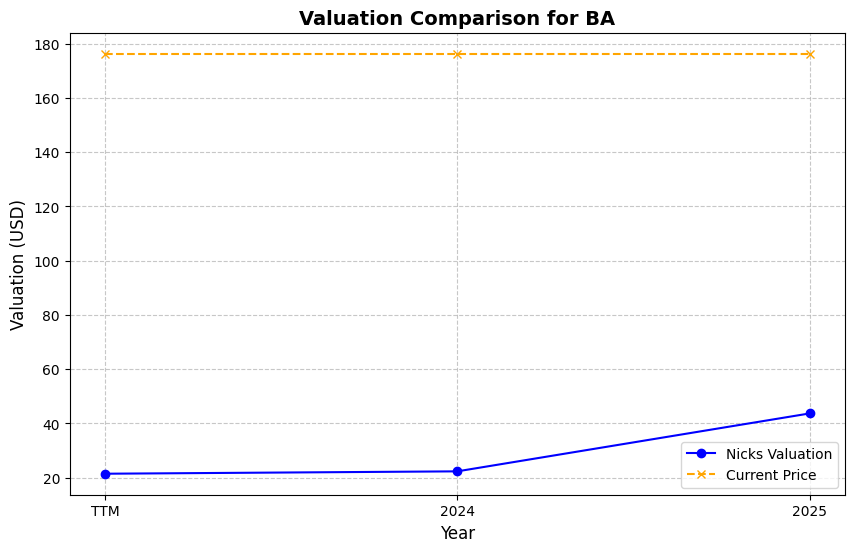 Valuation Comparison for BA
Valuation (USD)
180
160
140
120
100
80
60
40
20
TTM
2024
2025
Year
Nicks Valuation
Current Price